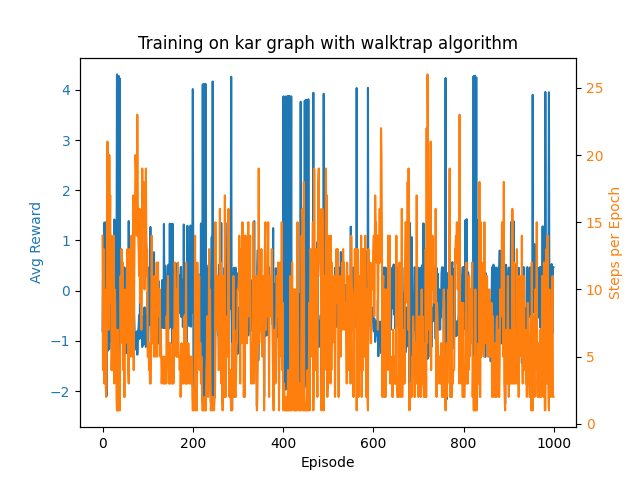 Training on kar graph with walktrap algorithm
4
3
2
1
0
−1
−2
Avg Reward
25
20
15
10
5
0
Steps per Epoch
0 200 400 600 800 1000
Episode